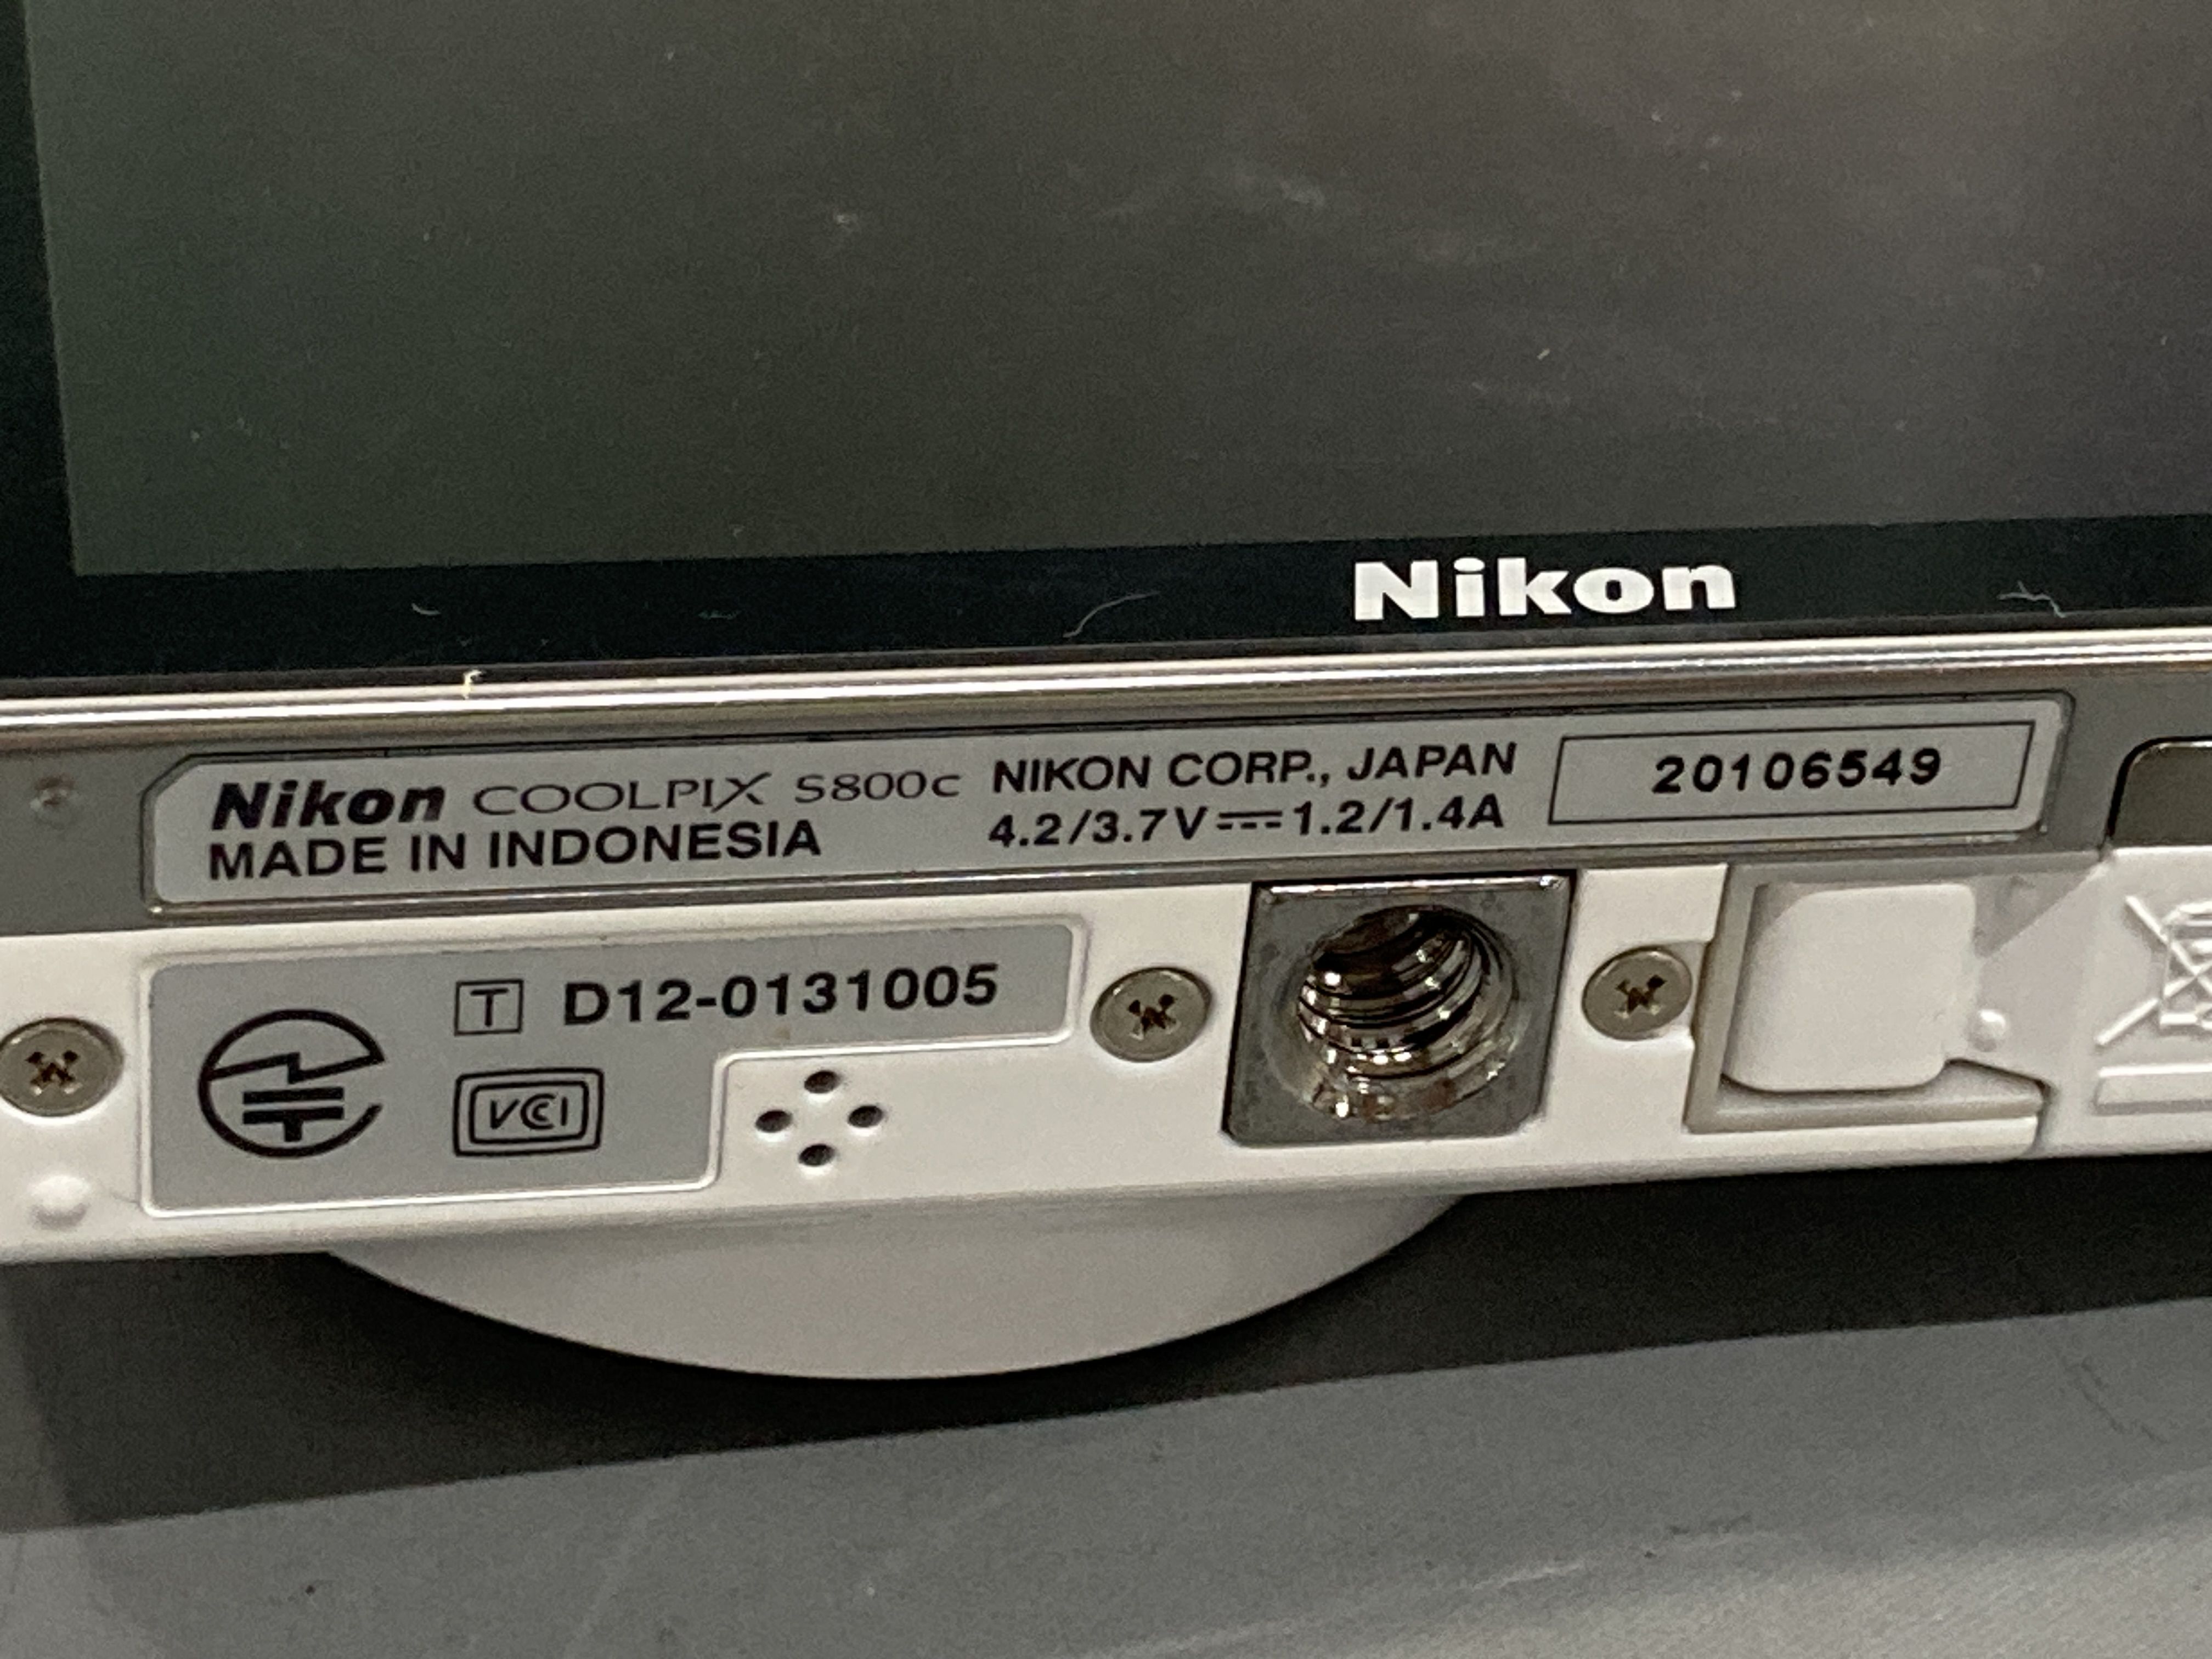 Nikon
Nikon COOLPIX S800c NIKON CORP., JAPAN 20106549
MADE IN INDONESIA 4.2/3.7V⎓1.2/1.4A
T D12-0131005
VCCI